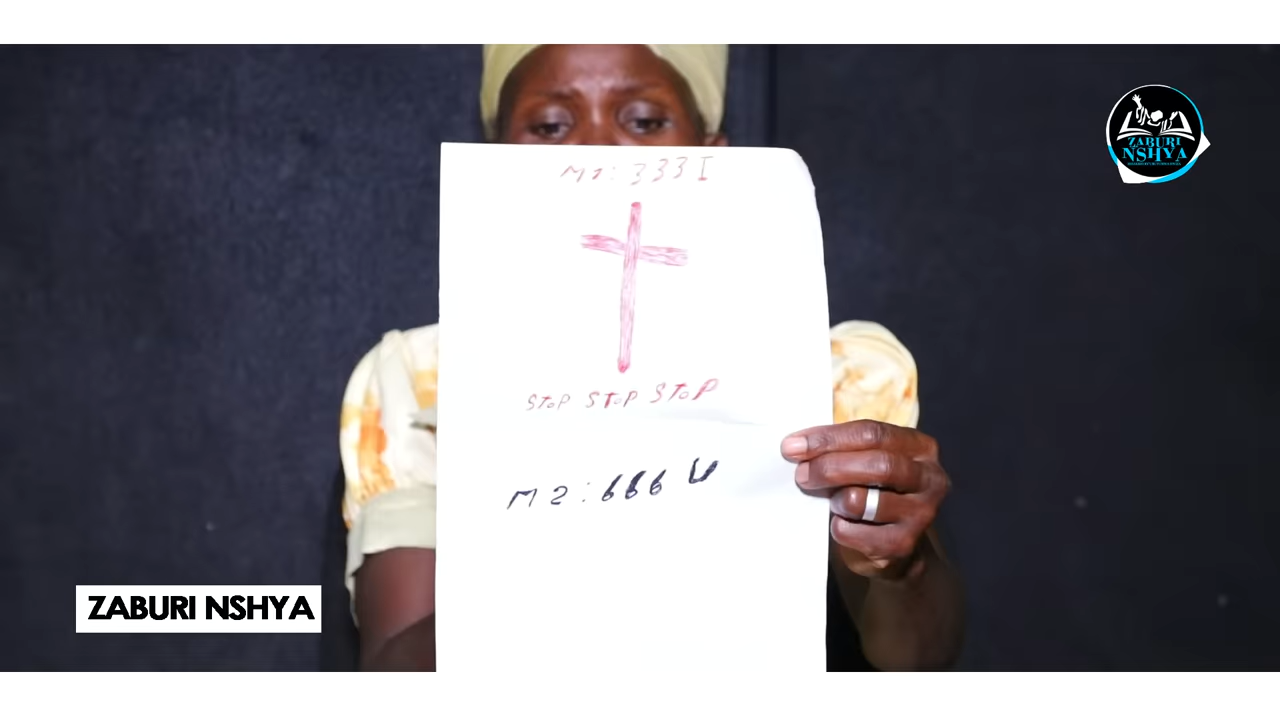 M1: 333 I
STOP STOP STOP
M2: 666 U
ZABURI
NSHYA
ZABURI NSHYA